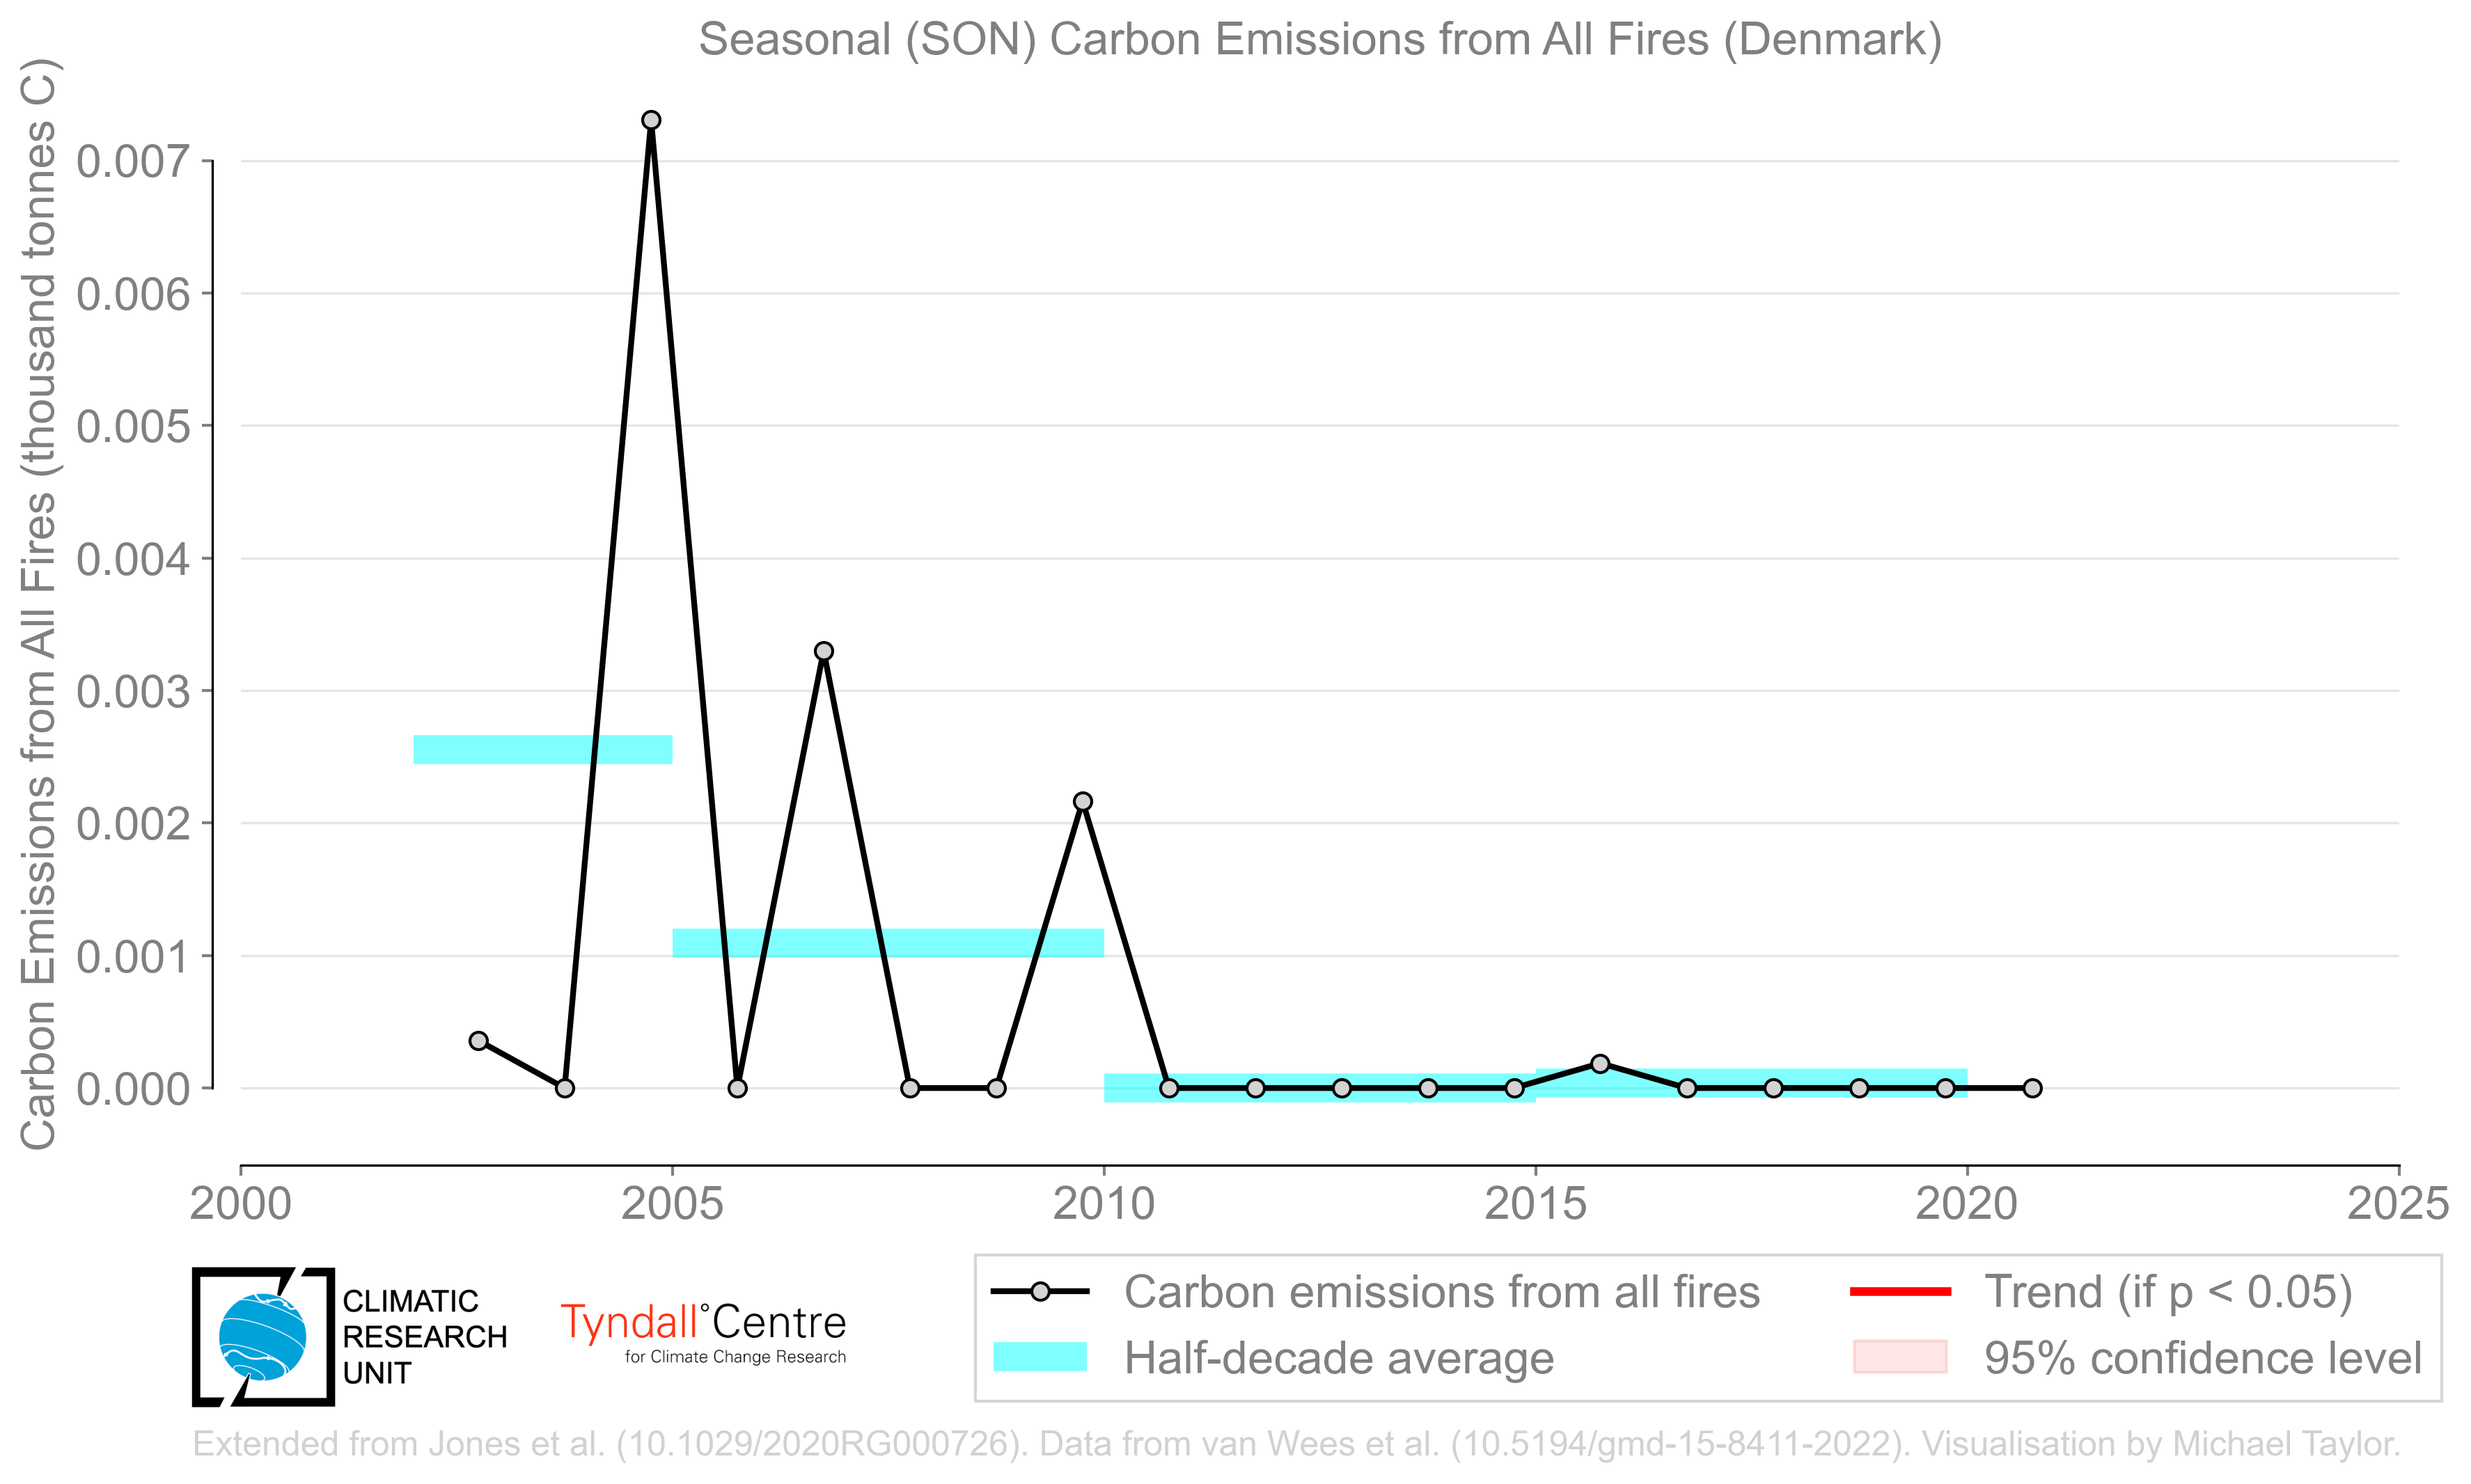 Seasonal (SON) Carbon Emissions from All Fires (Denmark)
Carbon Emissions from All Fires (thousand tonnes C)
0.007
0.006
0.005
0.004
0.003
0.002
0.001
0.000
2000
2005
2010
2015
2020
2025
CLIMATIC
RESEARCH
UNIT
Tyndall°Centre
for Climate Change Research
Carbon emissions from all fires
Half-decade average
Trend (if p < 0.05)
95% confidence level
Extended from Jones et al. (10.1029/2020RG000726). Data from van Wees et al. (10.5194/gmd-15-8411-2022). Visualisation by Michael Taylor.